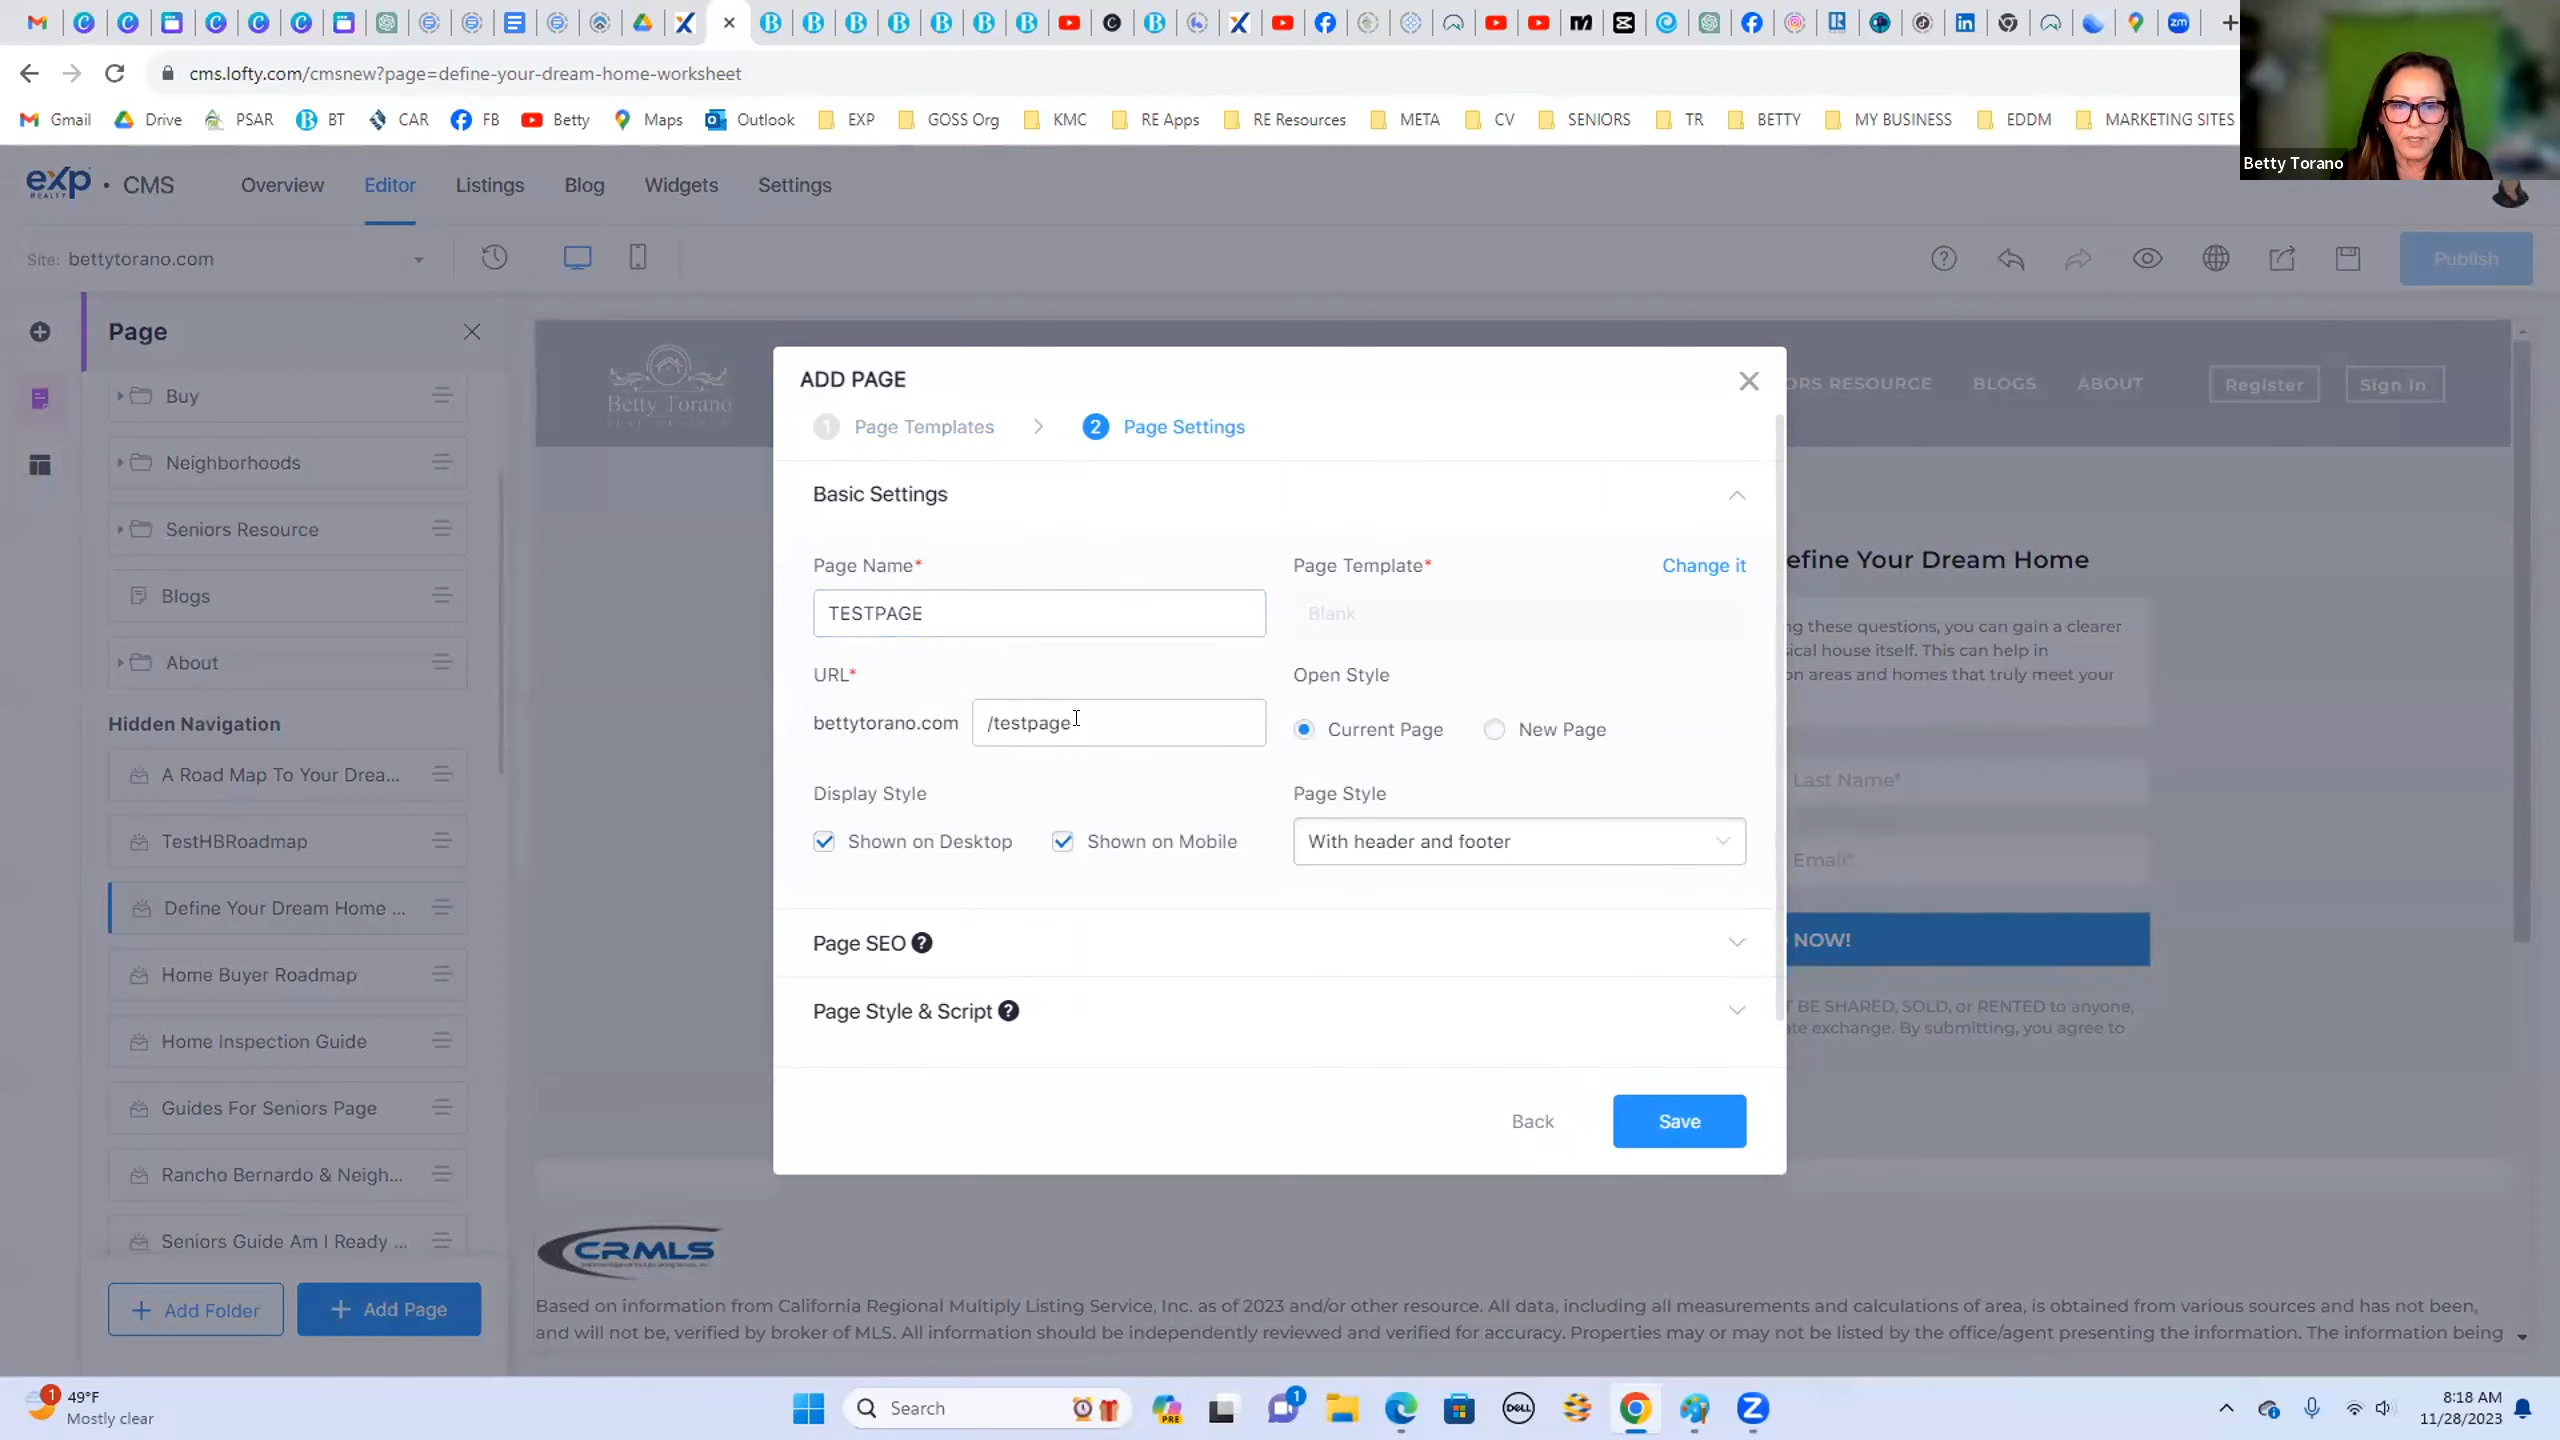 cms.lofty.com/cmsnew?page=define-your-dream-home-worksheet
Gmail Drive PSAR BT CAR FB Betty Maps Outlook EXP GOSS Org KMC RE Apps RE Resources META CV SENIORS TR BETTY MY BUSINESS EDDM MARKETING SITES
Betty Torano
exp REALTY • CMS Overview Editor Listings Blog Widgets Settings
Site: bettytorano.com
Publish
Page
Buy
Neighborhoods
Seniors Resource
Blogs
About
Hidden Navigation
A Road Map To Your Drea...
TestHBRoadmap
Define Your Dream Home ...
Home Buyer Roadmap
Home Inspection Guide
Guides For Seniors Page
Rancho Bernardo & Neigh...
Seniors Guide Am I Ready ...
+ Add Folder + Add Page
Betty Torano
ORS RESOURCE BLOGS ABOUT Register Sign In
ADD PAGE
1 Page Templates > 2 Page Settings
Basic Settings
Page Name* Page Template* Change it
TESTPAGE Blank
URL* Open Style
bettytorano.com /testpage Current Page New Page
Display Style Page Style
Shown on Desktop Shown on Mobile With header and footer
Page SEO ?
Page Style & Script ?
Back Save
efine Your Dream Home
ng these questions, you can gain a clearer
ical house itself. This can help in
on areas and homes that truly meet your
Last Name*
Email*
NOW!
T BE SHARED, SOLD, or RENTED to anyone,
ate exchange. By submitting, you agree to
CRMLS
Based on information from California Regional Multiply Listing Service, Inc. as of 2023 and/or other resource. All data, including all measurements and calculations of area, is obtained from various sources and has not been,
and will not be, verified by broker of MLS. All information should be independently reviewed and verified for accuracy. Properties may or may not be listed by the office/agent presenting the information. The information being
1 49°F
Mostly clear
Search
PRE
1
DELL
8:18 AM
11/28/2023